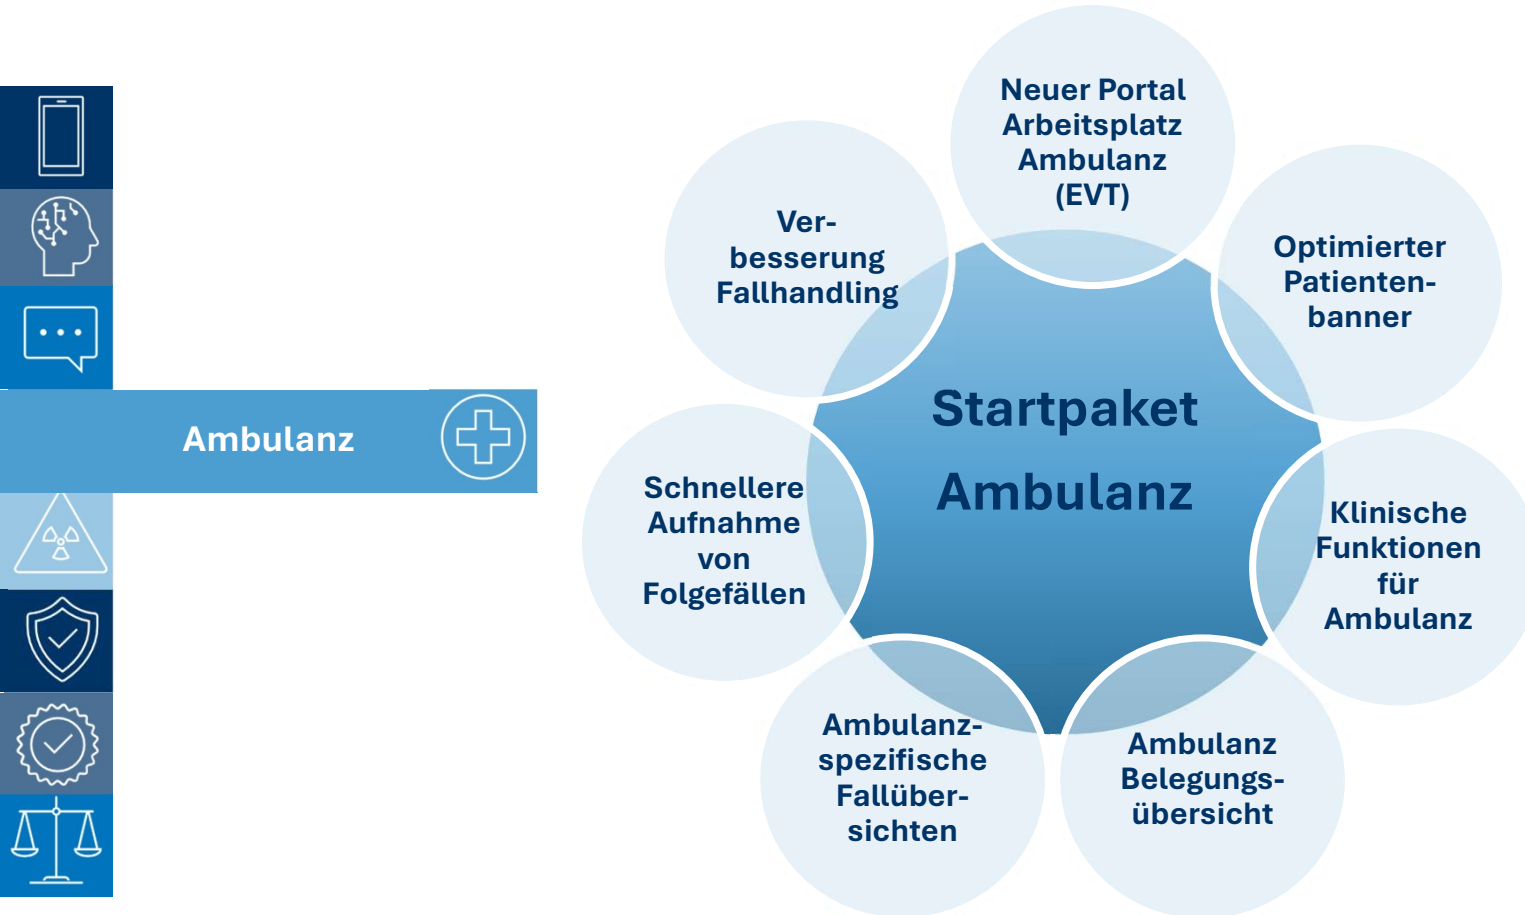 Ambulanz
Startpaket
Ambulanz
Neuer Portal
Arbeitsplatz
Ambulanz
(EVT)
Optimierter
Patienten-
banner
Klinische
Funktionen
für
Ambulanz
Ambulanz
Belegungs-
übersicht
Ambulanz-
spezifische
Fallüber-
sichten
Schnellere
Aufnahme
von
Folgefällen
Ver-
besserung
Fallhandling